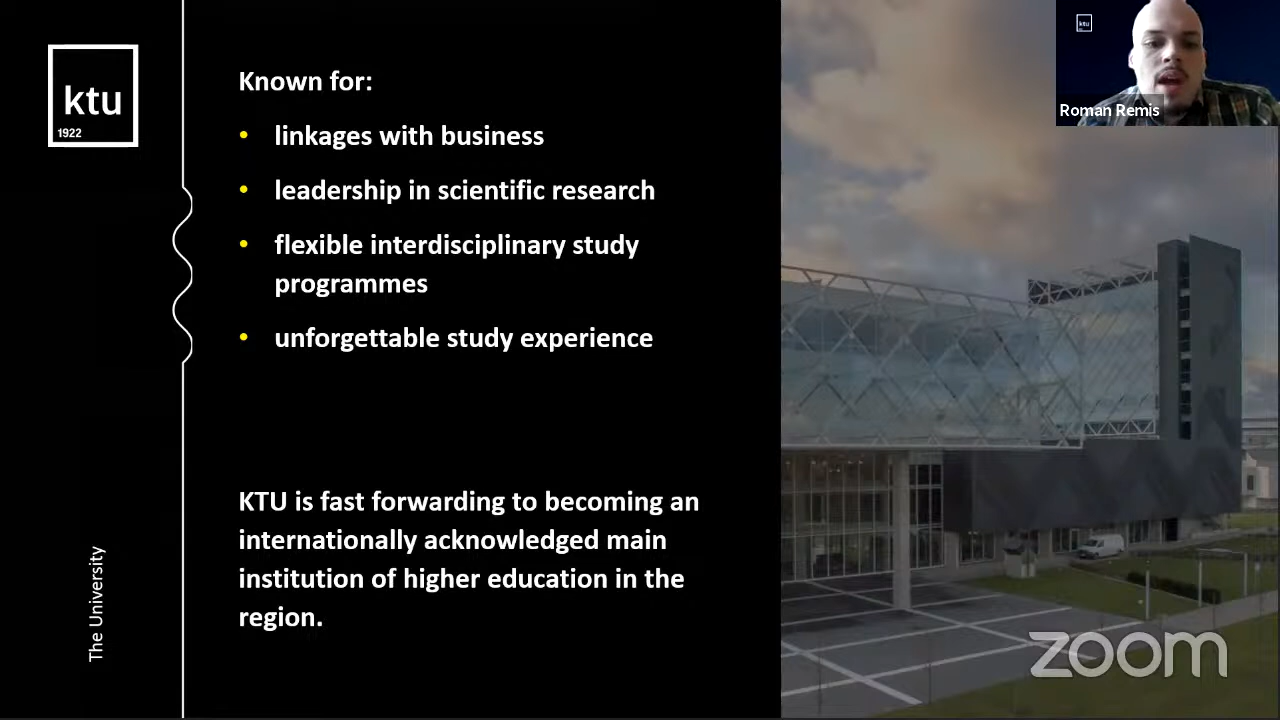 ktu
1922
The University
Known for:
• linkages with business
• leadership in scientific research
• flexible interdisciplinary study
programmes
• unforgettable study experience
KTU is fast forwarding to becoming an
internationally acknowledged main
institution of higher education in the
region.
ktu
Roman Remis
zoom